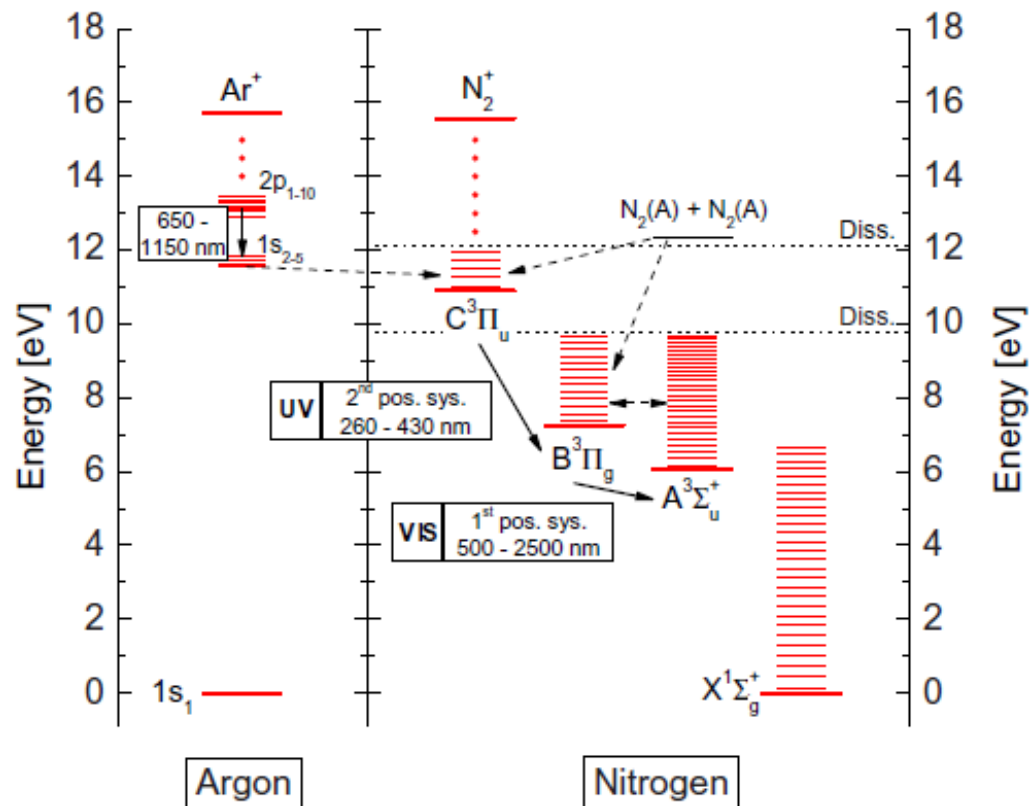 Energy [eV]
18
16
14
12
10
8
6
4
2
0
Ar⁺
2p₁₋₁₀
650 -
1150 nm
1s₂₋₅
1s₁
Argon
N₂⁺
N₂(A) + N₂(A)
Diss.
C³Πᵤ
Diss.
UV
2ⁿᵈ pos. sys.
260 - 430 nm
B³Π_g
A³Σᵤ⁺
VIS
1ˢᵗ pos. sys.
500 - 2500 nm
X¹Σ_g⁺
Nitrogen
18
16
14
12
10
8
6
4
2
0
Energy [eV]